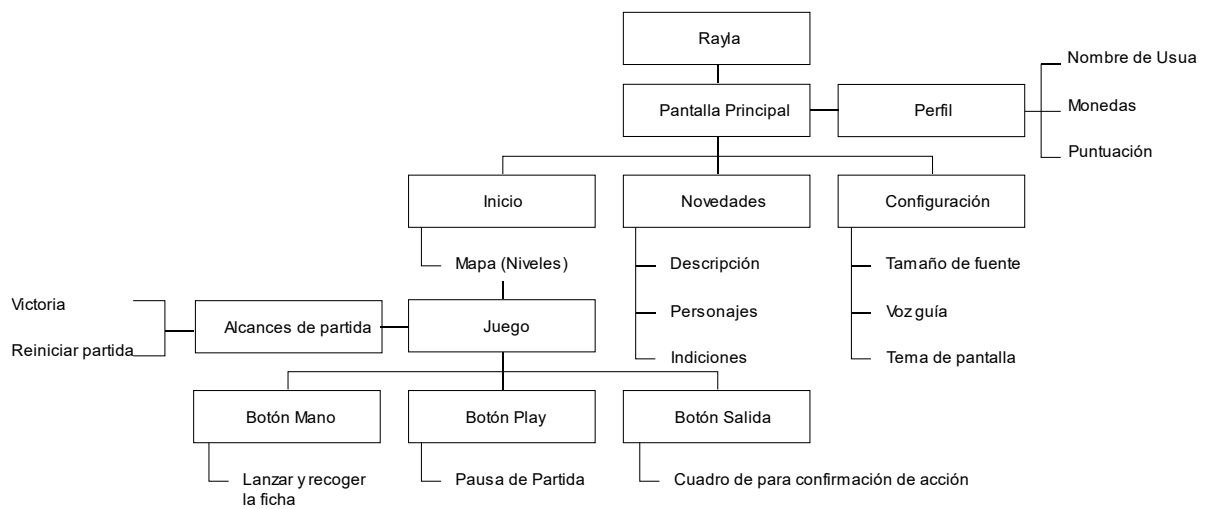 Rayla
Nombre de Usua
Pantalla Principal
Perfil
Monedas
Puntuación
Inicio
Novedades
Configuración
Mapa (Niveles)
Descripción
Tamaño de fuente
Victoria
Alcances de partida
Juego
Personajes
Voz guía
Reiniciar partida
Indiciones
Tema de pantalla
Botón Mano
Botón Play
Botón Salida
Lanzar y recoger
la ficha
Pausa de Partida
Cuadro de para confirmación de acción